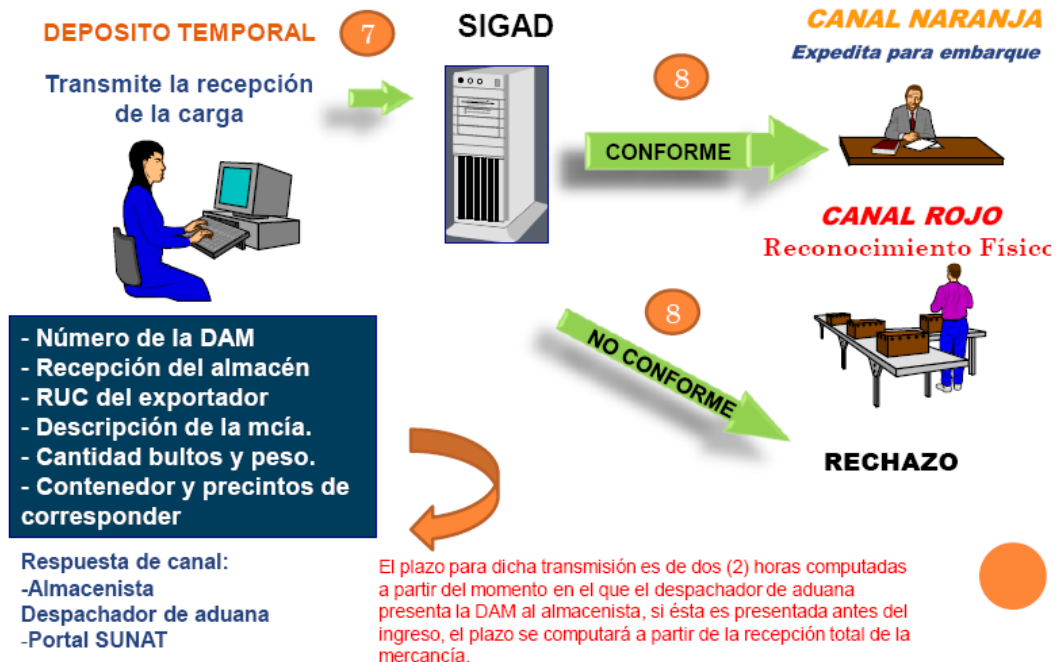 DEPOSITO TEMPORAL
7
SIGAD
Transmite la recepción
de la carga
8
CANAL NARANJA
Expedita para embarque
CONFORME
CANAL ROJO
Reconocimiento Físico
8
NO CONFORME
RECHAZO
- Número de la DAM
- Recepción del almacén
- RUC del exportador
- Descripción de la mcía.
- Cantidad bultos y peso.
- Contenedor y precintos de
corresponder
Respuesta de canal:
-Almacenista
Despachador de aduana
-Portal SUNAT
El plazo para dicha transmisión es de dos (2) horas computadas
a partir del momento en el que el despachador de aduana
presenta la DAM al almacenista, si ésta es presentada antes del
ingreso, el plazo se computará a partir de la recepción total de la
mercancía.